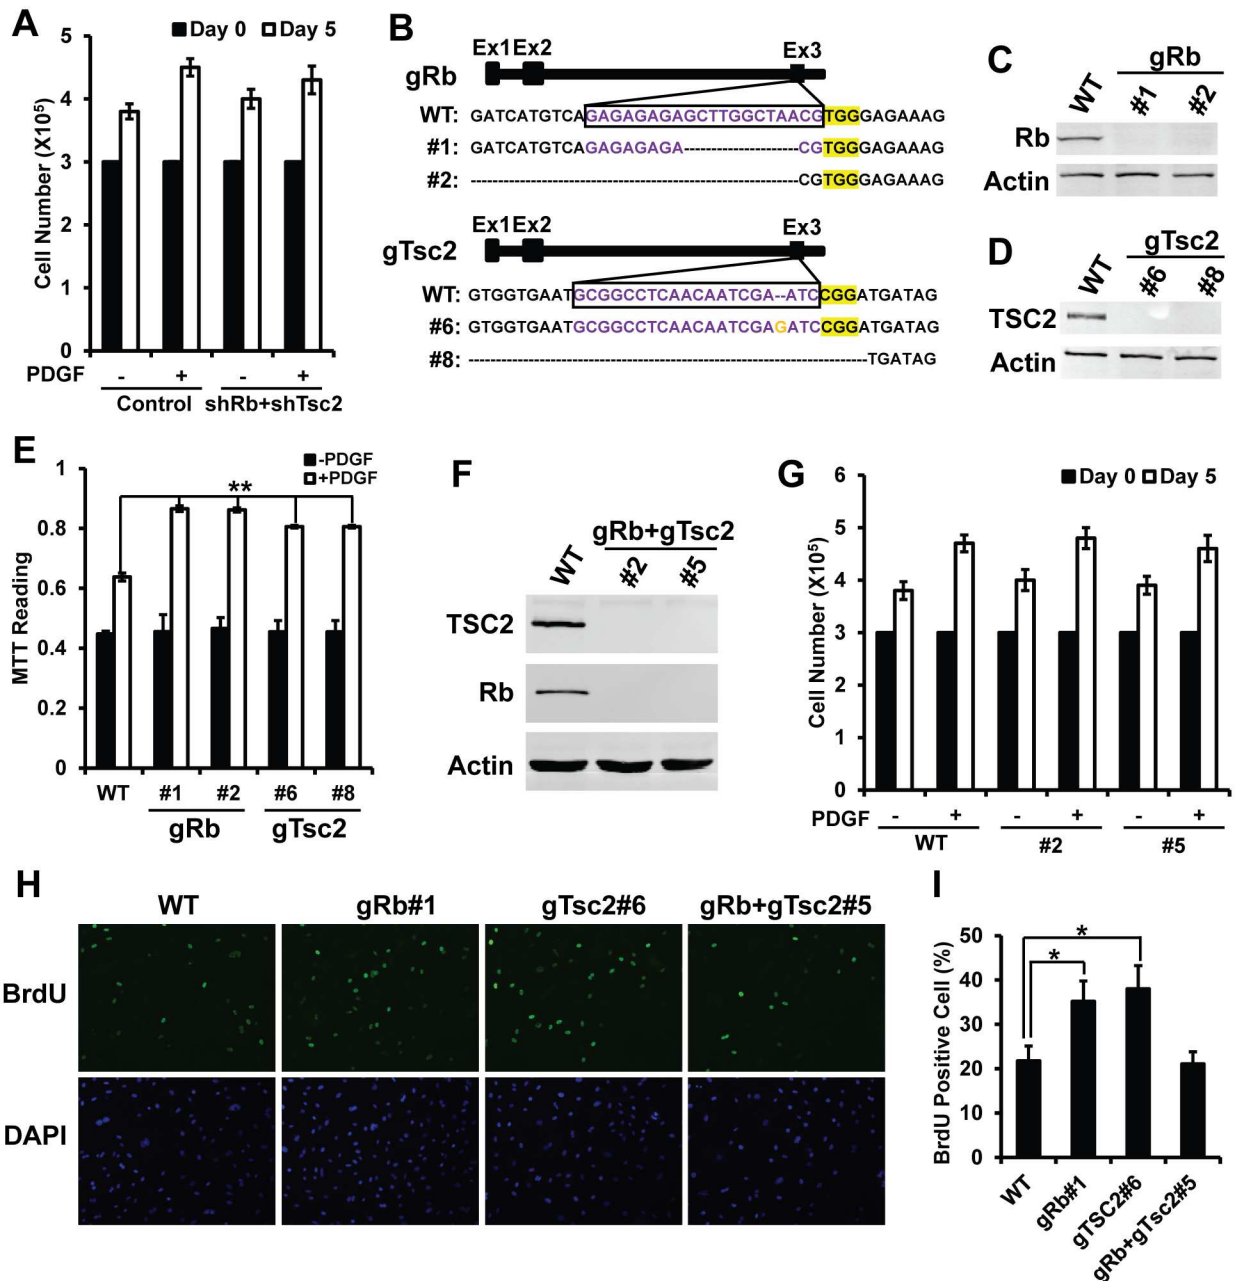 A
Day 0 Day 5
Cell Number (X10⁵)
5
4
3
2
1
0
PDGF - + - +
Control shRb+shTsc2
B
Ex1Ex2 Ex3
gRb
WT: GATCATGTCAGAGAGAGAGCTTGGCTAACGTGGGAGAAAG
#1: GATCATGTCAGAGAGAGA--------------------CGTGGGAGAAAG
#2: ----------------------------------------------------------CGTGGGAGAAAG
Ex1Ex2 Ex3
gTsc2
WT: GTGGTGAATGCGGCCTCAACAATCGA--ATCCGGATGATAG
#6: GTGGTGAATGCGGCCTCAACAATCGAGATCCGGATGATAG
#8: ----------------------------------------------------------------------TGATAG
C
WT gRb
#1 #2
Rb
Actin
D
WT gTsc2
#6 #8
TSC2
Actin
E
-PDGF
+PDGF
**
MTT Reading
1
0.8
0.6
0.4
0.2
0
WT #1 #2 #6 #8
gRb gTsc2
F
WT gRb+gTsc2
#2 #5
TSC2
Rb
Actin
G
Day 0 Day 5
Cell Number (X10⁵)
6
5
4
3
2
1
0
PDGF - + - + - +
WT #2 #5
H
WT gRb#1 gTsc2#6 gRb+gTsc2#5
BrdU
DAPI
I
BrdU Positive Cell (%)
50
40
30
20
10
0
*
*
WT gRb#1 gTSC2#6 gRb+gTsc2#5